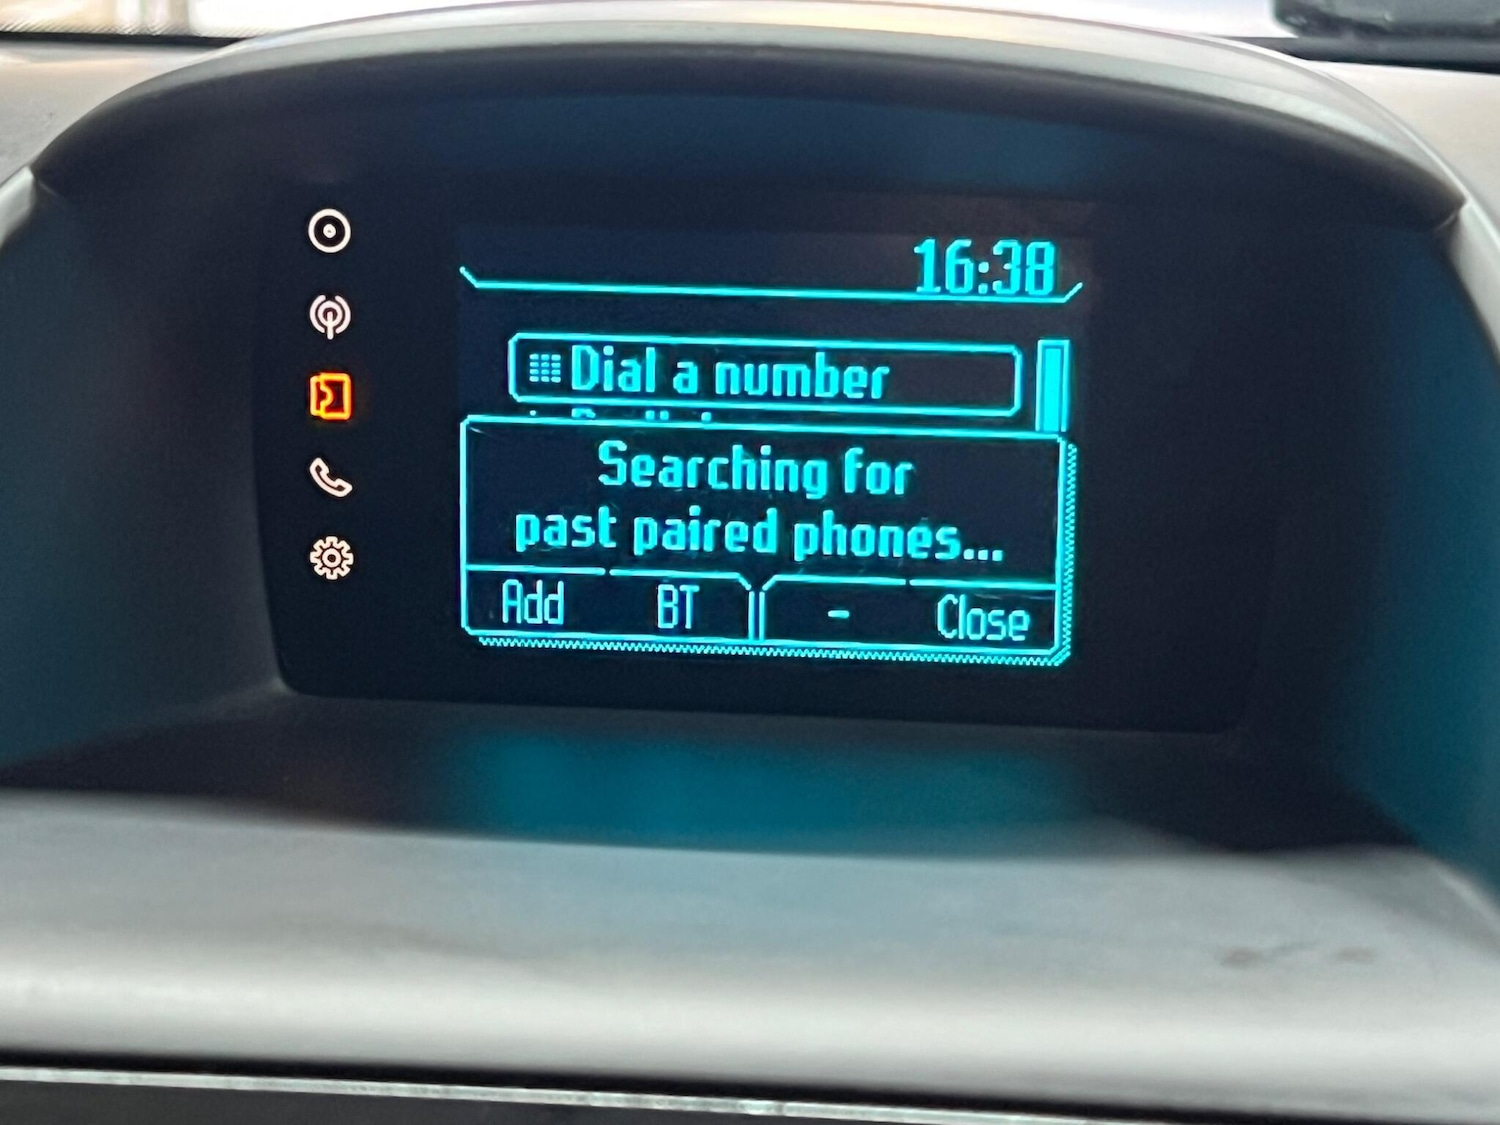 16:38
Dial a number
Searching for
past paired phones...
Add BT - Close